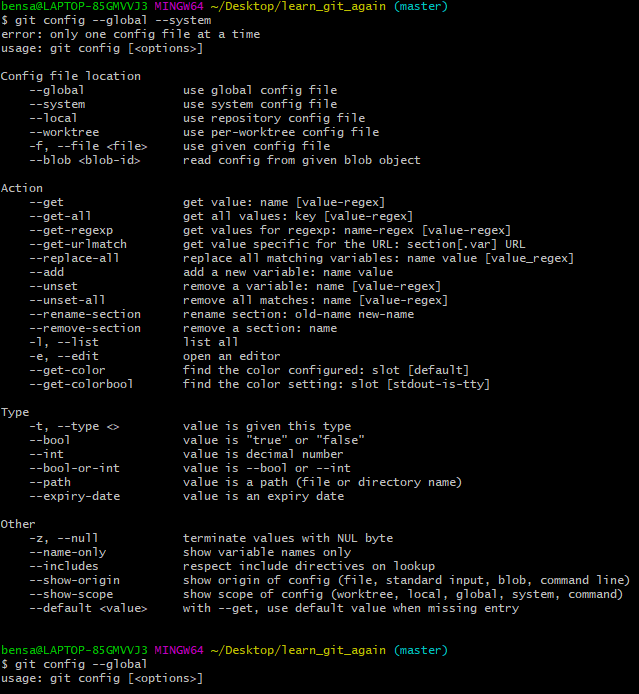 bensa@LAPTOP-85GMVVJ3 MINGW64 ~/Desktop/learn_git_again (master)
$ git config --global --system
error: only one config file at a time
usage: git config [<options>]

Config file location
    --global              use global config file
    --system              use system config file
    --local               use repository config file
    --worktree            use per-worktree config file
    -f, --file <file>     use given config file
    --blob <blob-id>      read config from given blob object

Action
    --get                 get value: name [value-regex]
    --get-all             get all values: key [value-regex]
    --get-regexp          get values for regexp: name-regex [value-regex]
    --get-urlmatch        get value specific for the URL: section[.var] URL
    --replace-all         replace all matching variables: name value [value_regex]
    --add                 add a new variable: name value
    --unset               remove a variable: name [value-regex]
    --unset-all           remove all matches: name [value-regex]
    --rename-section      rename section: old-name new-name
    --remove-section      remove a section: name
    -l, --list            list all
    -e, --edit            open an editor
    --get-color           find the color configured: slot [default]
    --get-colorbool       find the color setting: slot [stdout-is-tty]

Type
    -t, --type <>         value is given this type
    --bool                value is "true" or "false"
    --int                 value is decimal number
    --bool-or-int         value is --bool or --int
    --path                value is a path (file or directory name)
    --expiry-date         value is an expiry date

Other
    -z, --null            terminate values with NUL byte
    --name-only           show variable names only
    --includes            respect include directives on lookup
    --show-origin         show origin of config (file, standard input, blob, command line)
    --show-scope          show scope of config (worktree, local, global, system, command)
    --default <value>     with --get, use default value when missing entry

bensa@LAPTOP-85GMVVJ3 MINGW64 ~/Desktop/learn_git_again (master)
$ git config --global
usage: git config [<options>]